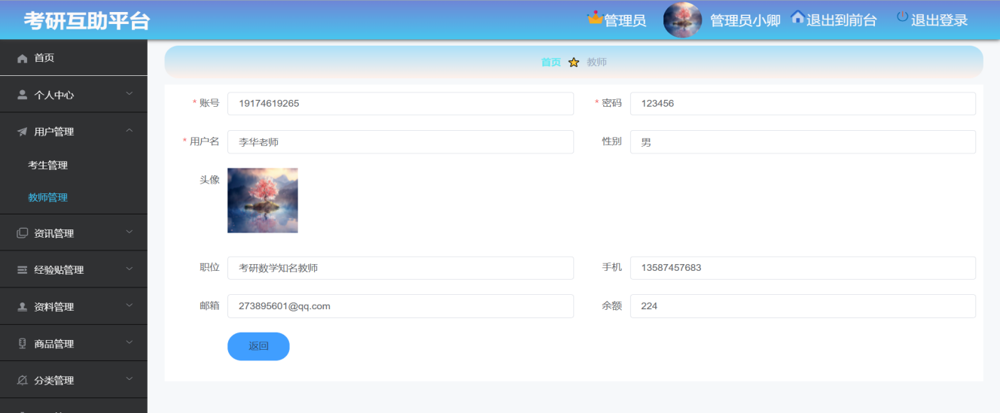 考研互助平台
管理员 管理员小卿 退出到前台 退出登录
首页
个人中心
用户管理
考生管理
教师管理
资讯管理
经验贴管理
资料管理
商品管理
分类管理
首页 教师
* 账号 19174619265 * 密码 123456
* 用户名 李华老师 性别 男
头像
职位 考研数学知名教师 手机 13587457683
邮箱 273895601@qq.com 余额 224
返回